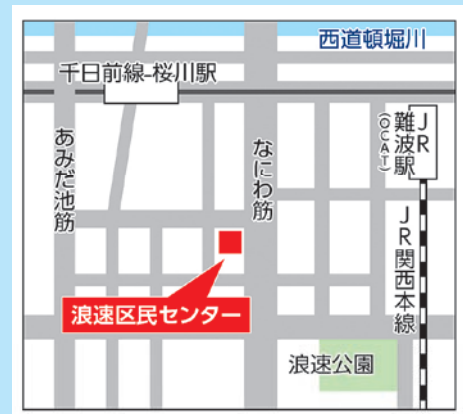 西道頓堀川
千日前線-桜川駅
あみだ池筋
なにわ筋
JR難波駅
(OCAT)
JR関西本線
浪速区民センター
浪速公園